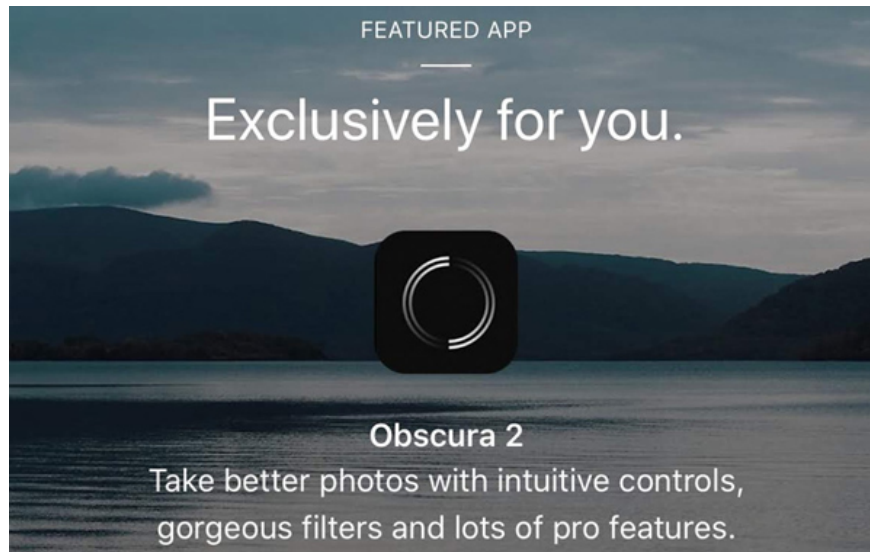 FEATURED APP
Exclusively for you.
Obscura 2
Take better photos with intuitive controls,
gorgeous filters and lots of pro features.